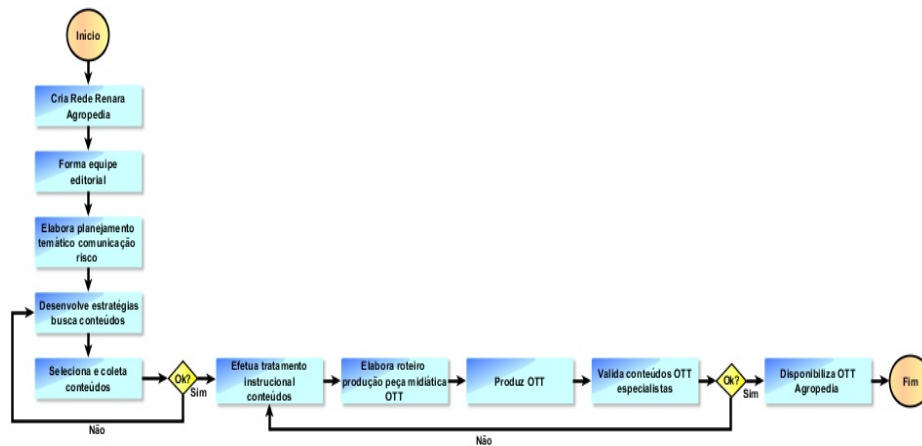 Início
Cria Rede Renara
Agropedia
Forma equipe
editorial
Elabora planejamento
temático comunicação
risco
Desenvolve estratégias
busca conteúdos
Seleciona e coleta
conteúdos
Ok?
Sim
Não
Efetua tratamento
instrucional
conteúdos
Elabora roteiro
produção peça midiática
OTT
Produz OTT
Valida conteúdos OTT
especialistas
Ok?
Sim
Não
Disponibiliza OTT
Agropedia
Fim